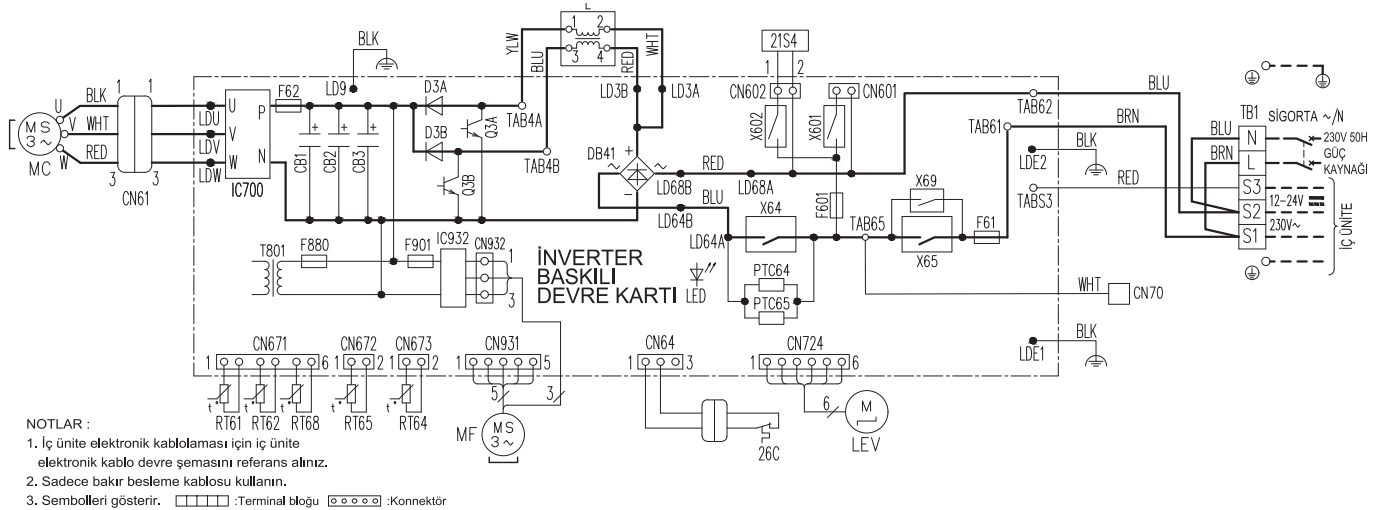 L
1 2
3 4
YLW
BLU
RED
WHT
BLK
LD9
21S4
1 2
CN602
CN601
X602
X601
LD3B
LD3A
D3A
D3B
Q3A
Q3B
TAB4A
TAB4B
F62
CB1
CB2
CB3
1 1
U BLK
V WHT
W RED
MS
3~
MC
3 3
CN61
LDU
LDV
LDW
U
V
W
P
N
IC700
DB41
+
~ ~
−
RED
BLU
LD68B
LD68A
LD64B
LD64A
X64
PTC64
PTC65
F601
TAB65
X69
X65
F61
TAB62
TAB61
BLU
BRN
LDE2
BLK
TABS3
RED
WHT
CN70
LDE1
BLK
TB1
BLU
BRN
N
L
S3
S2
S1
SİGORTA ~/N
230V 50H
GÜÇ
KAYNAĞI
12-24V
230V~
İÇ ÜNİTE
T801
F880
F901
IC932
CN932
1
3
İNVERTER
BASKILI
DEVRE KARTI
LED
CN671
1 6
CN672
1 2
CN673
1 2
CN931
1 5
CN64
1 3
CN724
1 6
t°
t°
t°
t°
t°
RT61
RT62
RT68
RT65
RT64
5
3
MF
MS
3~
26C
6
M
LEV
NOTLAR :
1. İç ünite elektronik kablolaması için iç ünite
elektronik kablo devre şemasını referans alınız.
2. Sadece bakır besleme kablosu kullanın.
3. Sembolleri gösterir. :Terminal bloğu :Konnektör